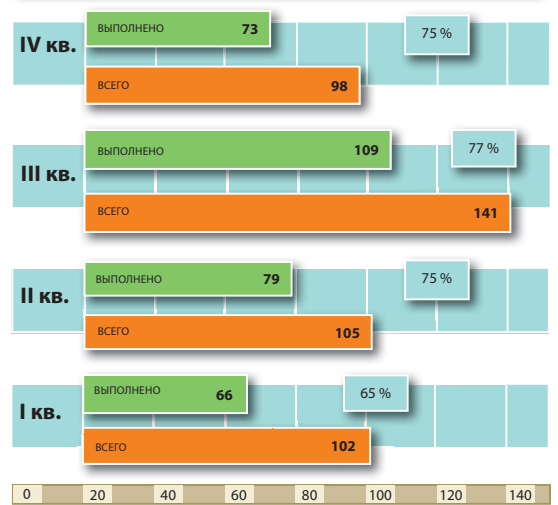 IV кв.
ВЫПОЛНЕНО 73
75 %
ВСЕГО 98
III кв.
ВЫПОЛНЕНО 109
77 %
ВСЕГО 141
II кв.
ВЫПОЛНЕНО 79
75 %
ВСЕГО 105
I кв.
ВЫПОЛНЕНО 66
65 %
ВСЕГО 102
0 20 40 60 80 100 120 140